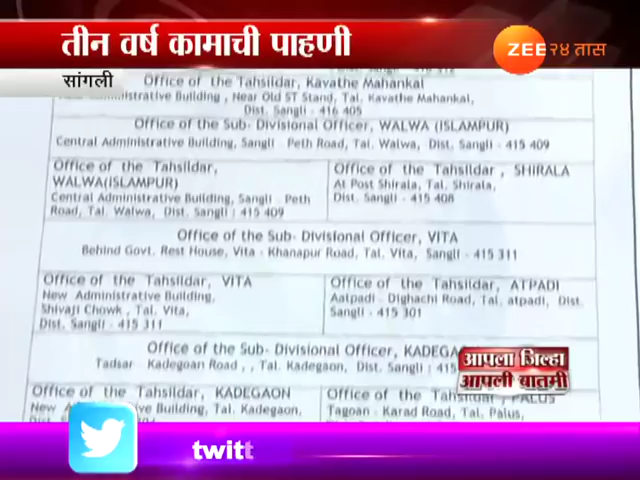 तीन वर्ष कामाची पाहणी
ZEE २४ तास
सांगली
Office of the Tahsildar, Kavathe Mahankal
Administrative Building , Near Old ST Stand, Tal. Kavathe Mahankal,
Dist. Sangli - 416 405
Office of the Sub- Divisional Officer, WALWA (ISLAMPUR)
Central Administrative Building, Sangli Peth Road, Tal. Walwa, Dist. Sangli - 415 409
Office of the Tahsildar,
WALWA(ISLAMPUR)
Central Administrative Building, Sangli - Peth
Road, Tal. Walwa, Dist. Sangli : 415 409
Office of the Tahsildar , SHIRALA
At Post Shirala, Tal. Shirala,
Dist. Sangli - 415 408
Office of the Sub- Divisional Officer, VITA
Behind Govt. Rest House, Vita - Khanapur Road, Tal. Vita, Sangli - 415 311
Office of the Tahsildar, VITA
New Administrative Building,
Shivaji Chowk , Tal. Vita,
Dist. Sangli - 415 311
Office of the Tahsildar, ATPADI
Aatpadi - Dighachi Road, Tal. atpadi, Dist.
Sangli - 415 301
Office of the Sub- Divisional Officer, KADEGA
Tadsar Kadegoan Road , , Tal. Kadegaon, Dist. Sangli : 415
आपला जिल्हा
आपली बातमी
Office of the Tahsildar, KADEGAON
New Administrative Building, Tal. Kadegaon,
Office of the Tahsildar, PALUS
Tagoan - Karad Road, Tal. Palus,
twitt